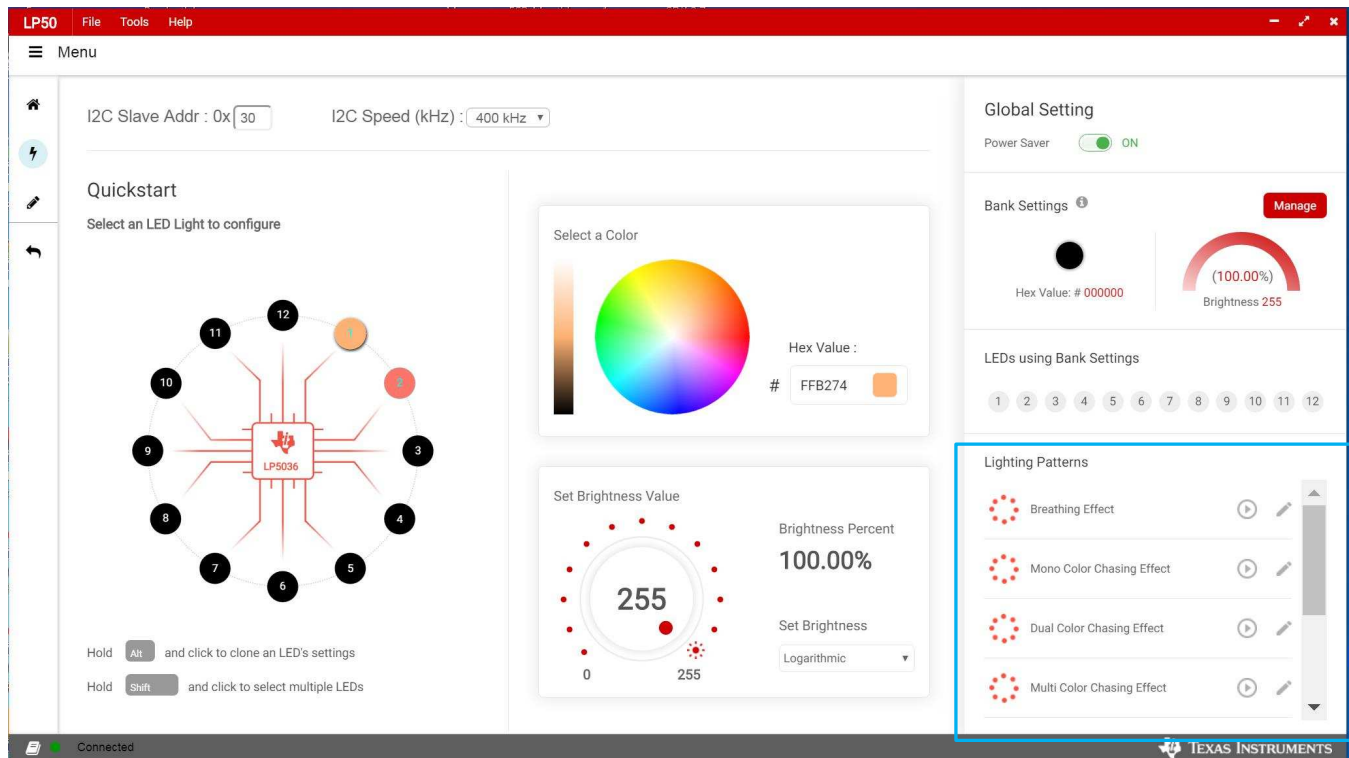 LP50 File Tools Help
Menu
I2C Slave Addr : 0x 30 I2C Speed (kHz) : 400 kHz
Quickstart
Select an LED Light to configure
12
11
1
10
2
9
3
LP5036
8
4
7
5
6
Hold Alt and click to clone an LED's settings
Hold Shift and click to select multiple LEDs
Select a Color
Hex Value :
# FFB274
Set Brightness Value
255
0 255
Brightness Percent
100.00%
Set Brightness
Logarithmic
Global Setting
Power Saver ON
Bank Settings Manage
Hex Value: # 000000
(100.00%)
Brightness 255
LEDs using Bank Settings
1 2 3 4 5 6 7 8 9 10 11 12
Lighting Patterns
Breathing Effect
Mono Color Chasing Effect
Dual Color Chasing Effect
Multi Color Chasing Effect
Connected
TEXAS INSTRUMENTS